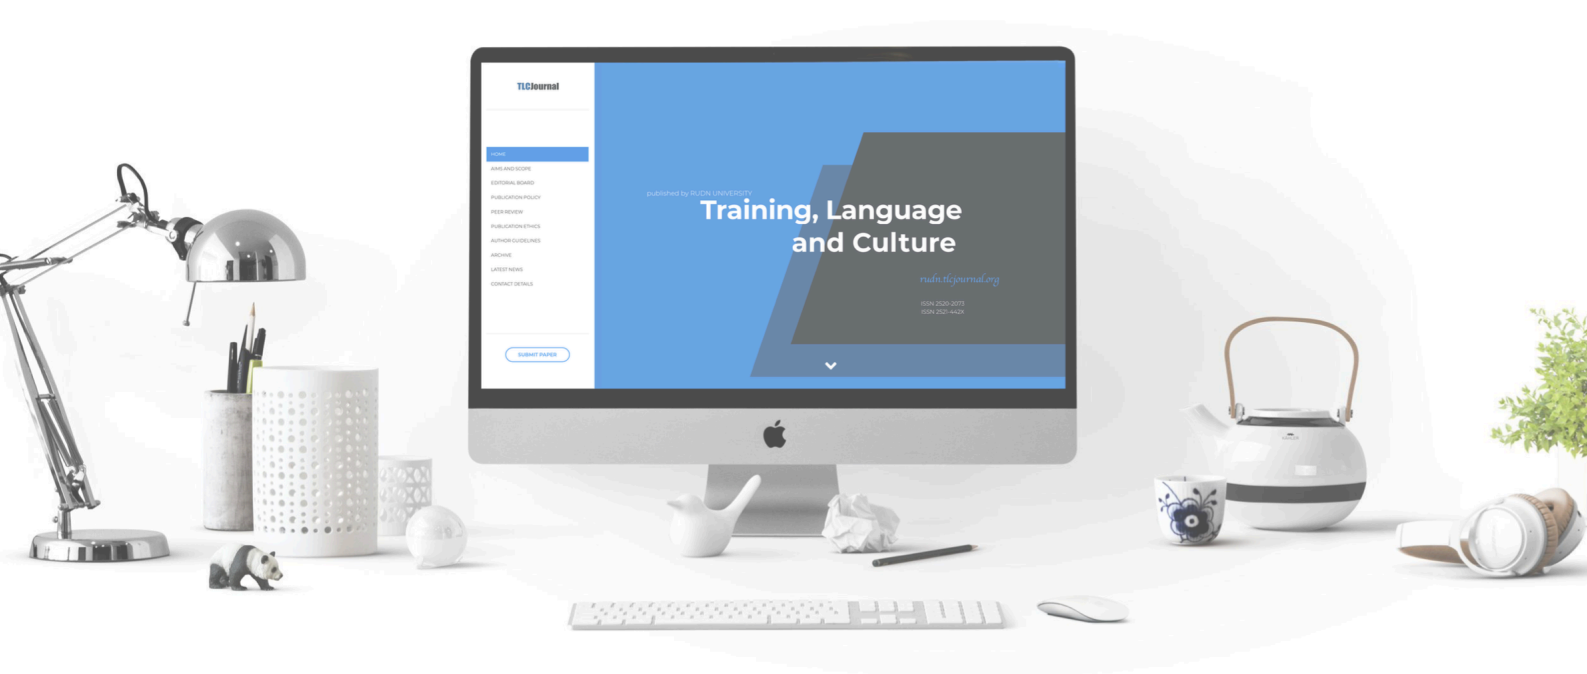 TLCJournal
HOME
AIMS AND SCOPE
EDITORIAL BOARD
PUBLICATION POLICY
PEER REVIEW
PUBLICATION ETHICS
AUTHOR GUIDELINES
ARCHIVE
LATEST NEWS
CONTACT DETAILS
SUBMIT PAPER
published by RUDN UNIVERSITY
Training, Language
and Culture
rudn.tlcjournal.org
ISSN 2520-2073
ISSN 2521-442X